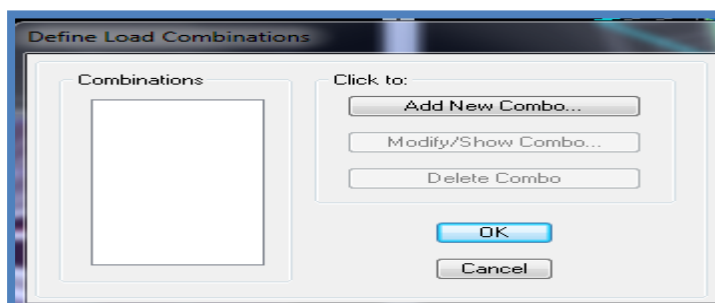 Define Load Combinations
Combinations
Click to:
Add New Combo...
Modify/Show Combo...
Delete Combo
OK
Cancel